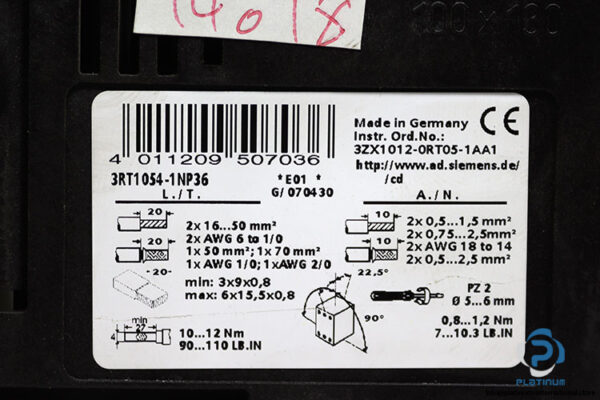 14018
100 x 180
4 011209 507036
Made in Germany
Instr. Ord. No.:
3ZX1012-0RT05-1AA1
http://www.ad.siemens.de/
/cd
CE
3RT1054-1NP36
*E01 *
G/070430
L./T.
A./N.
20
2x 16...50 mm²
2x AWG 6 to 1/0
20
1x 50 mm²; 1x 70 mm²
1x AWG 1/0; 1xAWG 2/0
-20-
min: 3x9x0,8
max: 6x15,5x0,8
min
27
4
10...12 Nm
90...110 LB.IN
22,5°
90°
10
2x 0,5...1,5 mm²
2x 0,75...2,5mm²
10
2x AWG 18 to 14
2x 0,5...2,5 mm²
PZ 2
Ø 5...6 mm
0,8...1,2 Nm
7...10.3 LB.IN
PLATINUM